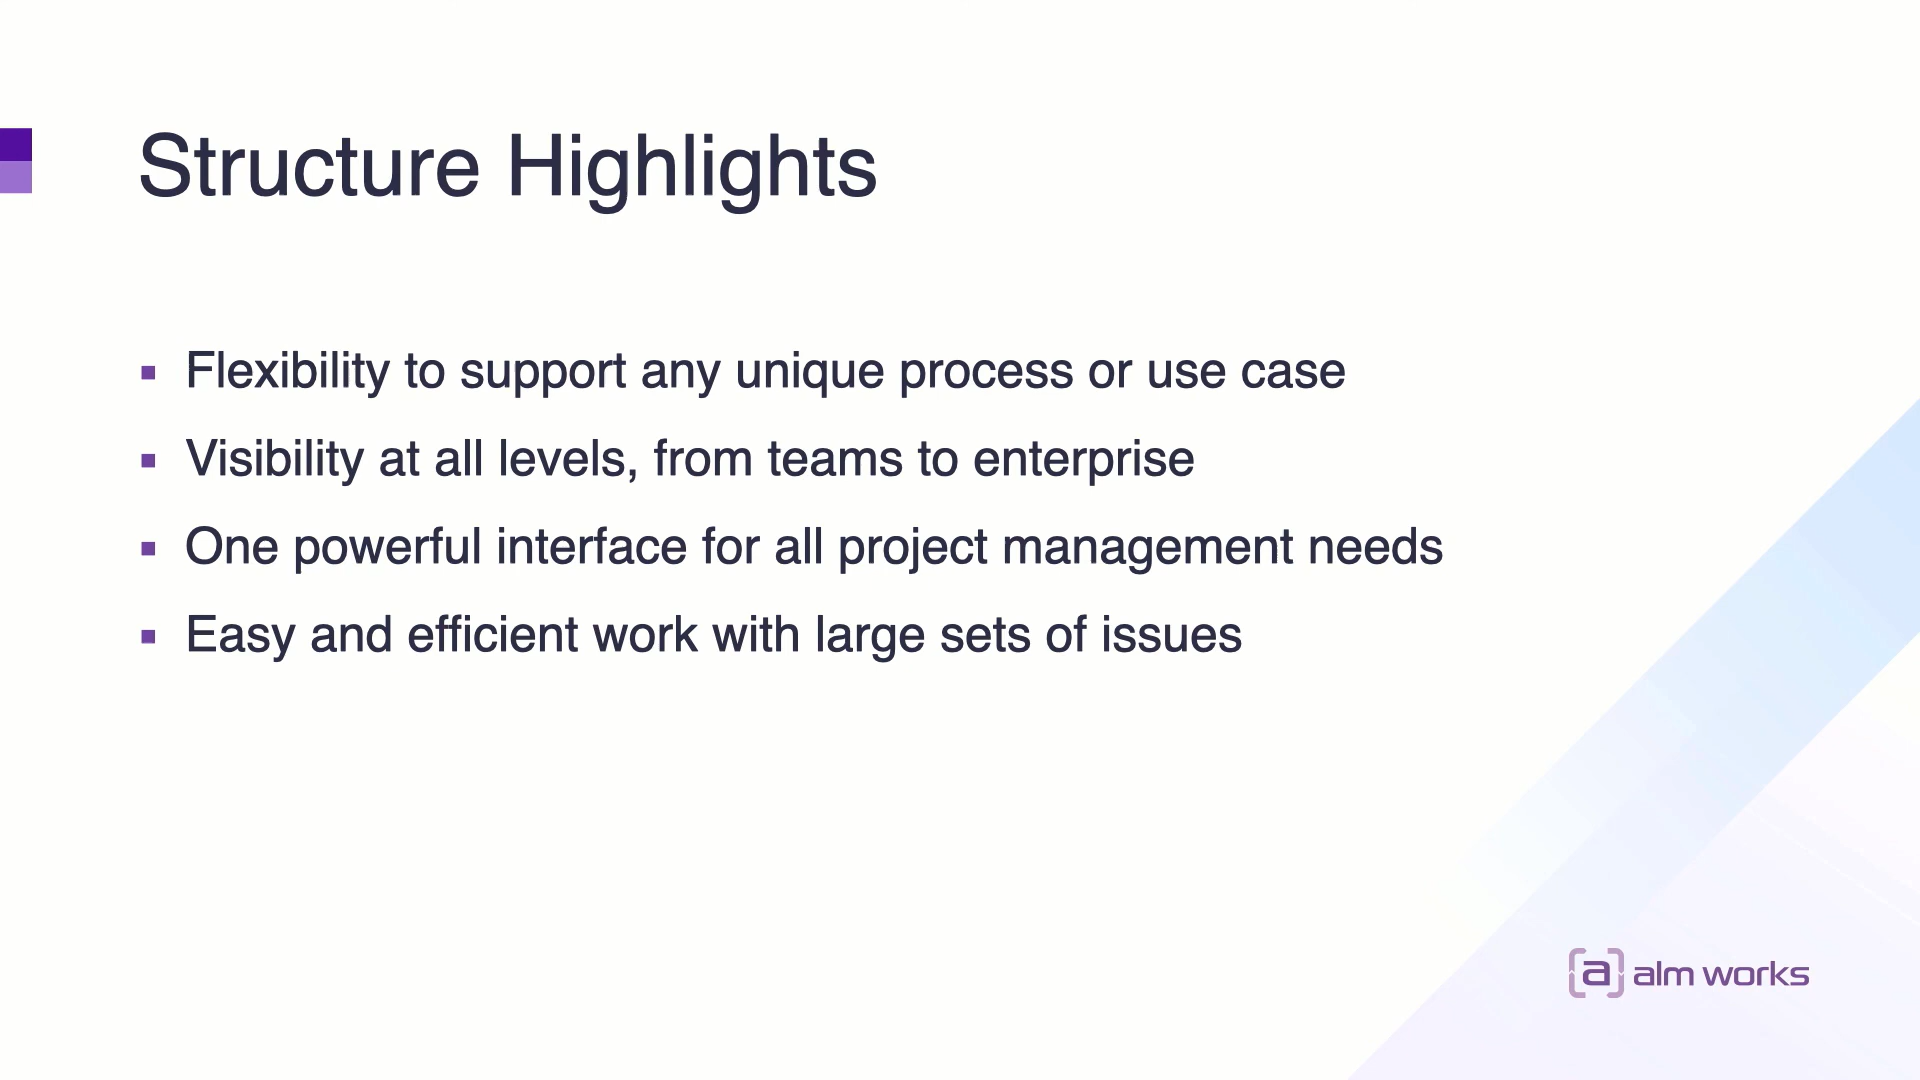 Structure Highlights
▪ Flexibility to support any unique process or use case
▪ Visibility at all levels, from teams to enterprise
▪ One powerful interface for all project management needs
▪ Easy and efficient work with large sets of issues
[a] alm works